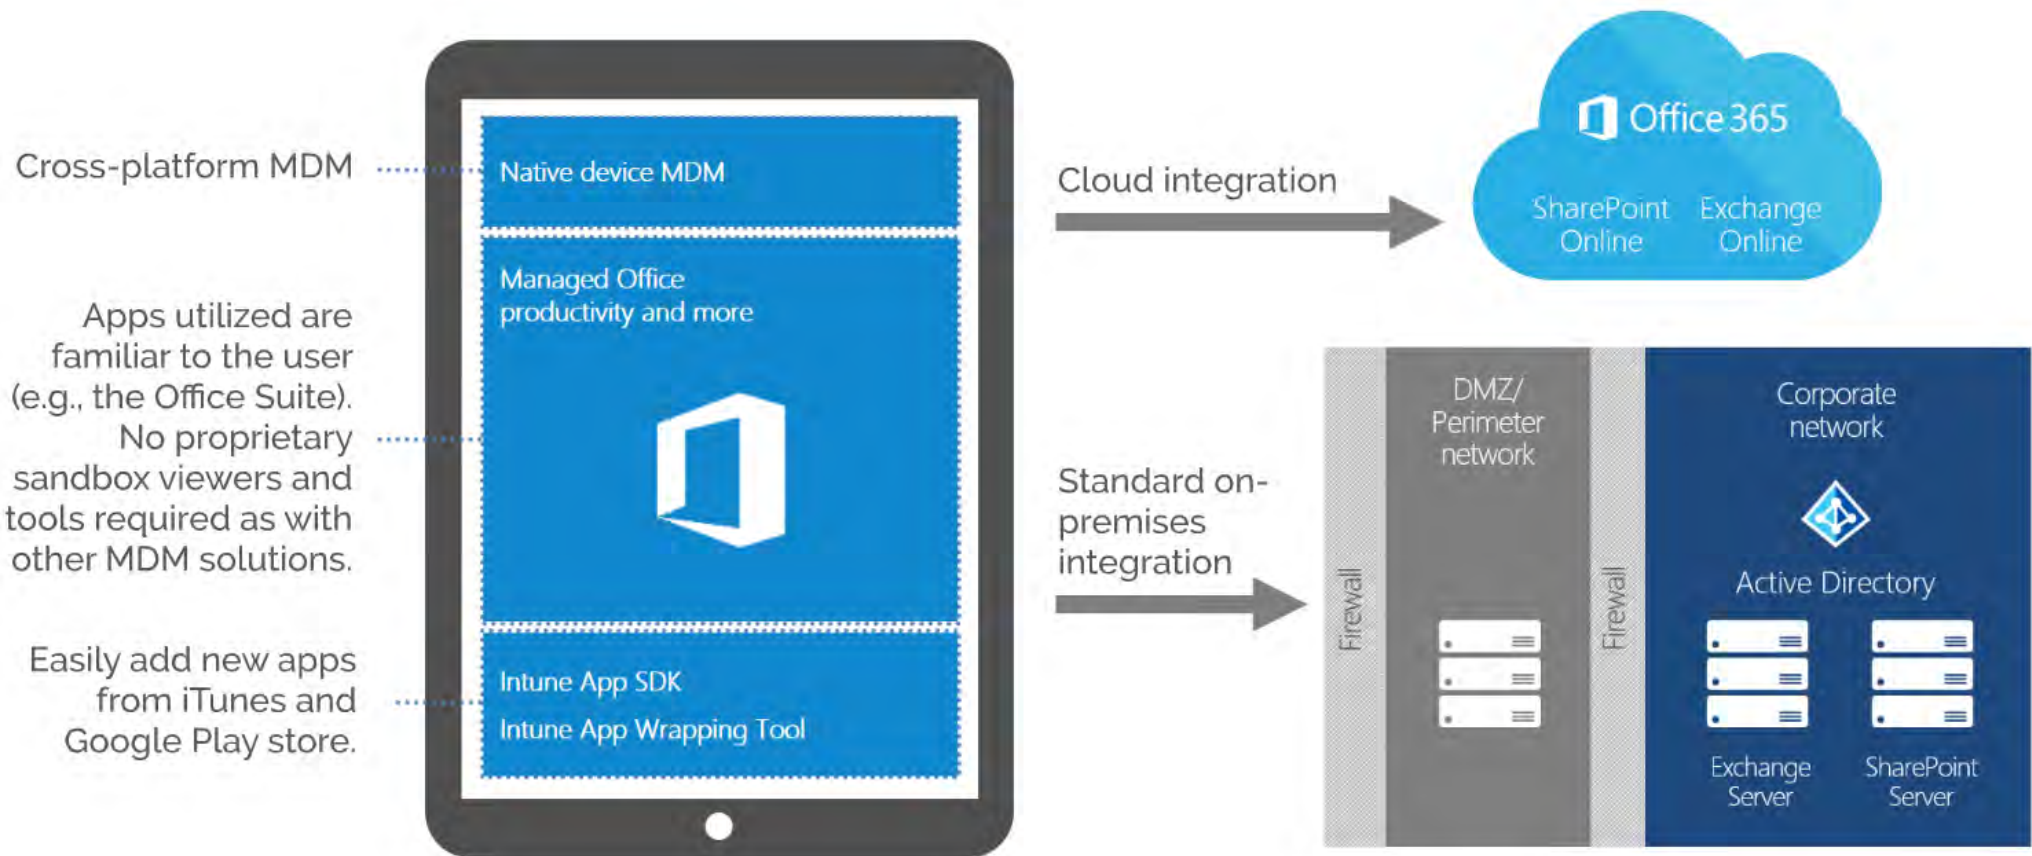 Cross-platform MDM
Apps utilized are
familiar to the user
(e.g., the Office Suite).
No proprietary
sandbox viewers and
tools required as with
other MDM solutions.
Easily add new apps
from iTunes and
Google Play store.
Native device MDM
Managed Office
productivity and more
Intune App SDK
Intune App Wrapping Tool
Cloud integration
Standard on-
premises
integration
Office 365
SharePoint
Online
Exchange
Online
Firewall
DMZ/
Perimeter
network
Firewall
Corporate
network
Active Directory
Exchange
Server
SharePoint
Server